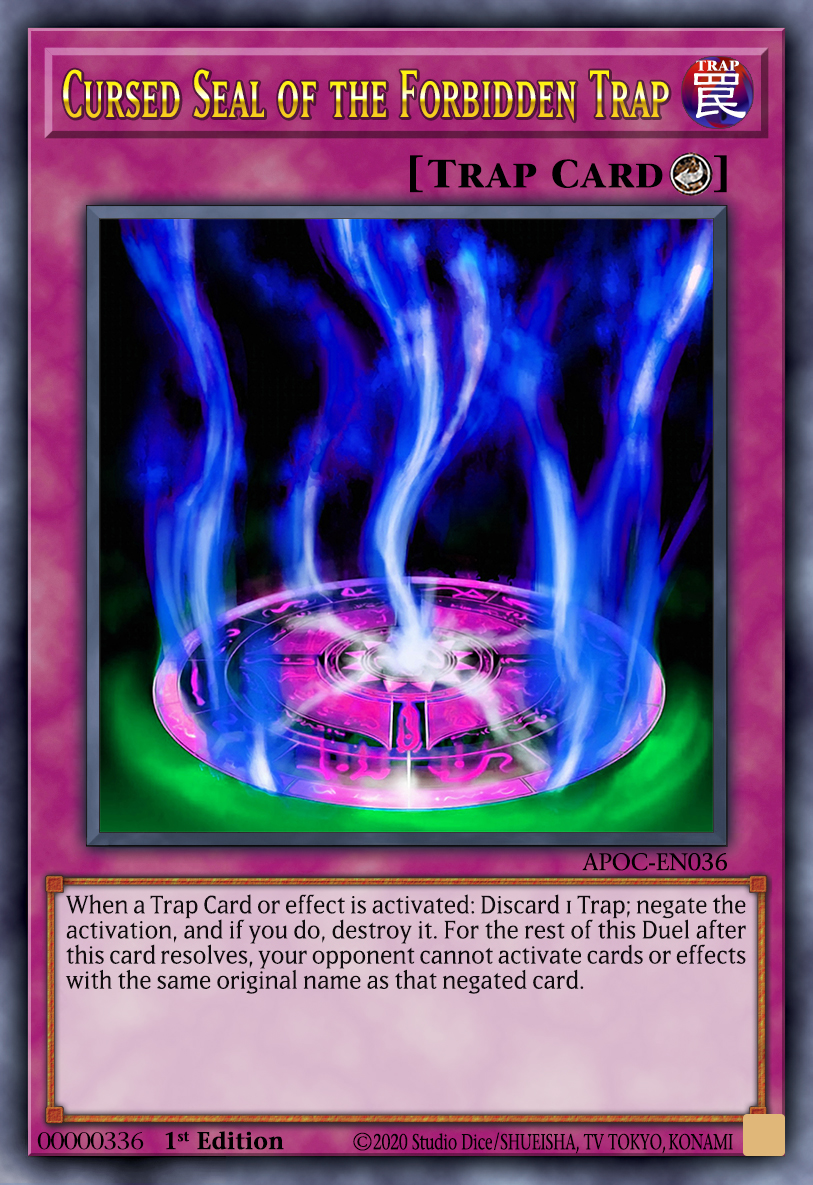 Cursed Seal of the Forbidden Trap
TRAP
罠
[Trap Card]
APOC-EN036
When a Trap Card or effect is activated: Discard 1 Trap; negate the
activation, and if you do, destroy it. For the rest of this Duel after
this card resolves, your opponent cannot activate cards or effects
with the same original name as that negated card.
00000336 1st Edition ©2020 Studio Dice/SHUEISHA, TV TOKYO, KONAMI